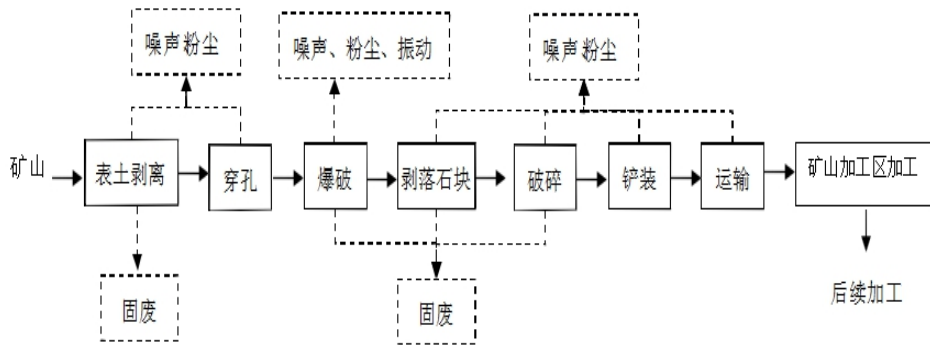 噪声粉尘
噪声、粉尘、振动
噪声粉尘
矿山
表土剥离
穿孔
爆破
剥落石块
破碎
铲装
运输
矿山加工区加工
固废
固废
后续加工